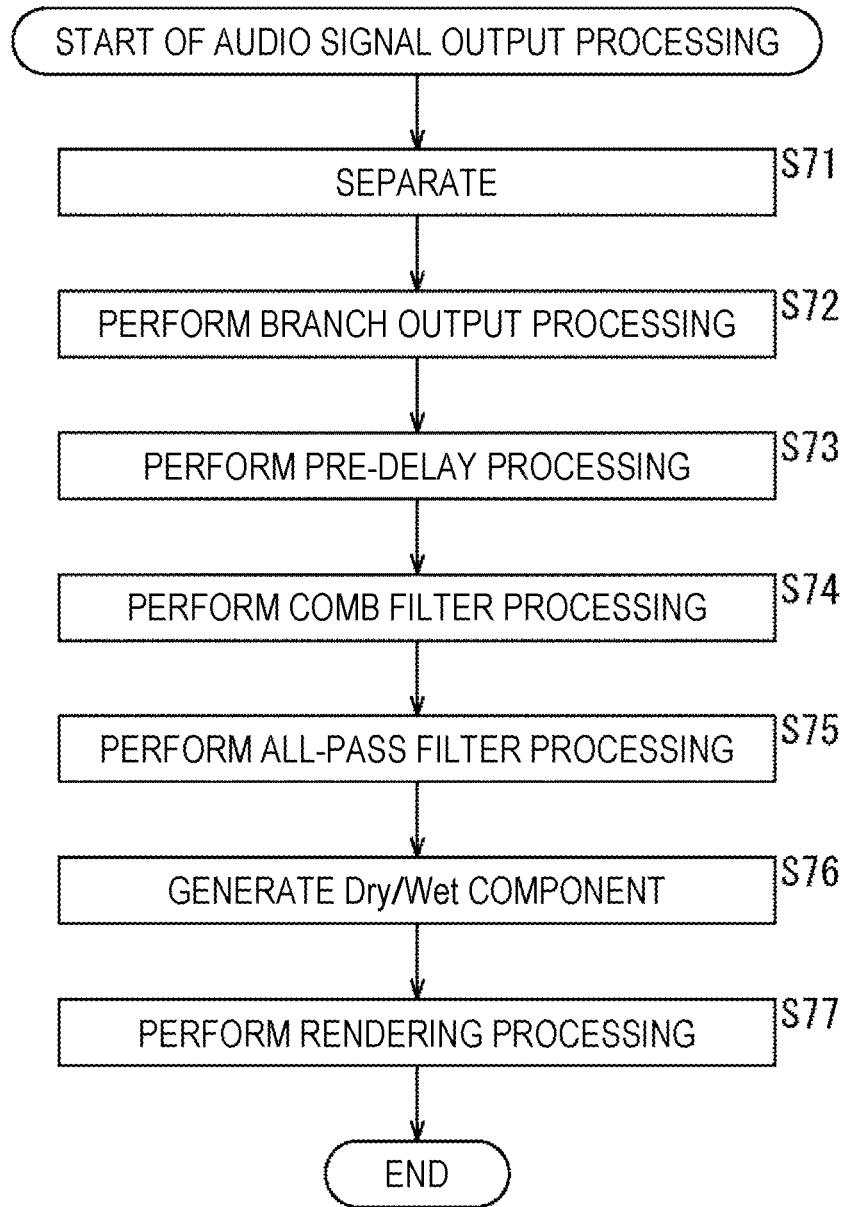 START OF AUDIO SIGNAL OUTPUT PROCESSING
S71
SEPARATE
S72
PERFORM BRANCH OUTPUT PROCESSING
S73
PERFORM PRE-DELAY PROCESSING
S74
PERFORM COMB FILTER PROCESSING
S75
PERFORM ALL-PASS FILTER PROCESSING
S76
GENERATE Dry/Wet COMPONENT
S77
PERFORM RENDERING PROCESSING
END